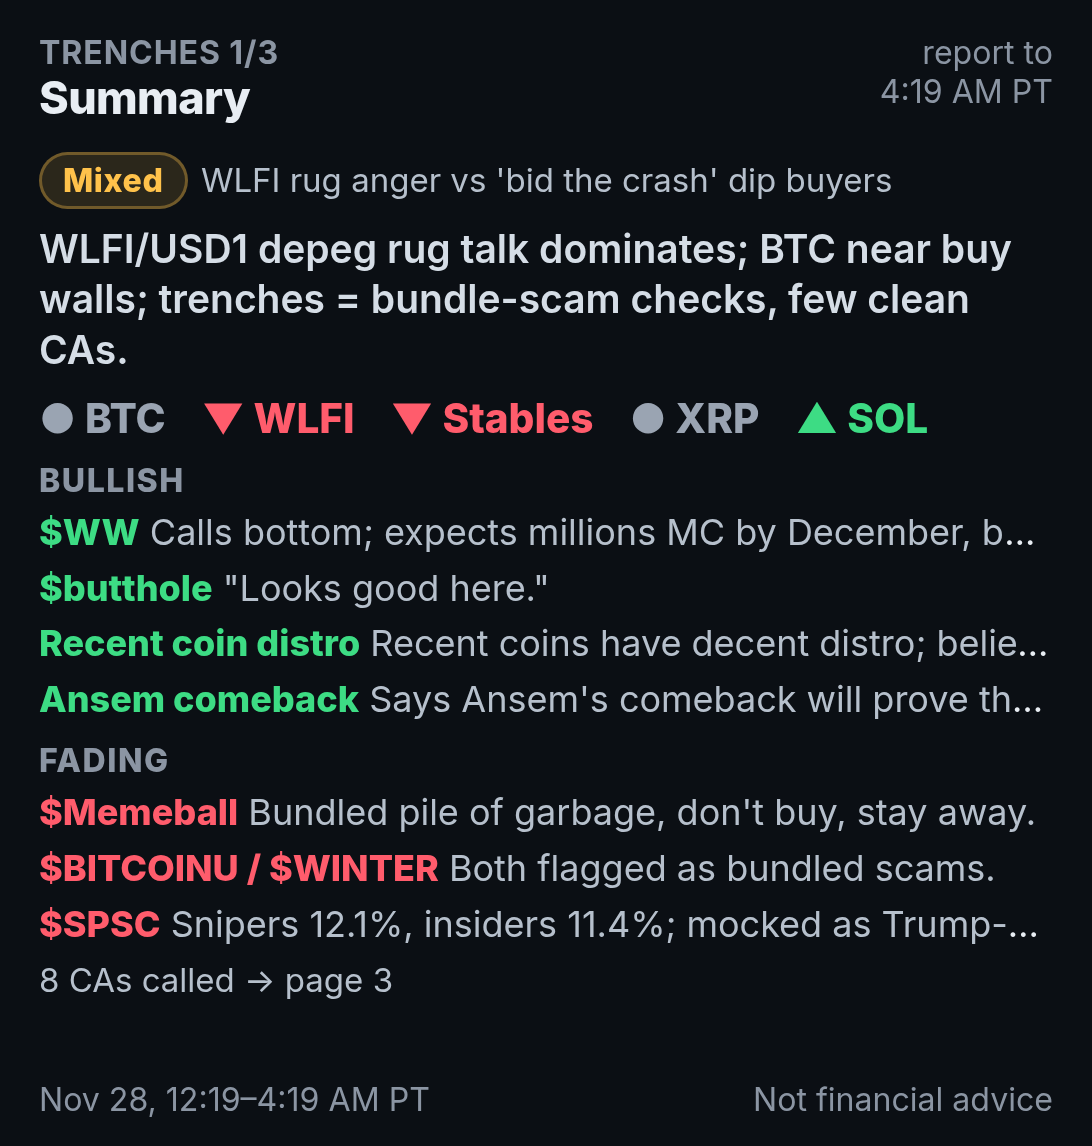 TRENCHES 1/3
Summary
report to
4:19 AM PT
Mixed WLFI rug anger vs 'bid the crash' dip buyers
WLFI/USD1 depeg rug talk dominates; BTC near buy
walls; trenches = bundle-scam checks, few clean
CAs.
● BTC ▼ WLFI ▼ Stables ● XRP ▲ SOL
BULLISH
$WW Calls bottom; expects millions MC by December, b...
$butthole "Looks good here."
Recent coin distro Recent coins have decent distro; belie...
Ansem comeback Says Ansem's comeback will prove th...
FADING
$Memeball Bundled pile of garbage, don't buy, stay away.
$BITCOINU / $WINTER Both flagged as bundled scams.
$SPSC Snipers 12.1%, insiders 11.4%; mocked as Trump-...
8 CAs called → page 3
Nov 28, 12:19–4:19 AM PT
Not financial advice